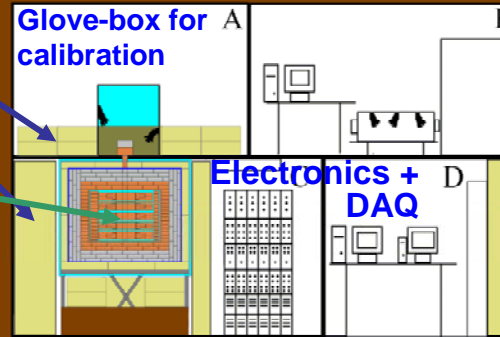 Glove-box for
calibration
A
Electronics +
DAQ
D